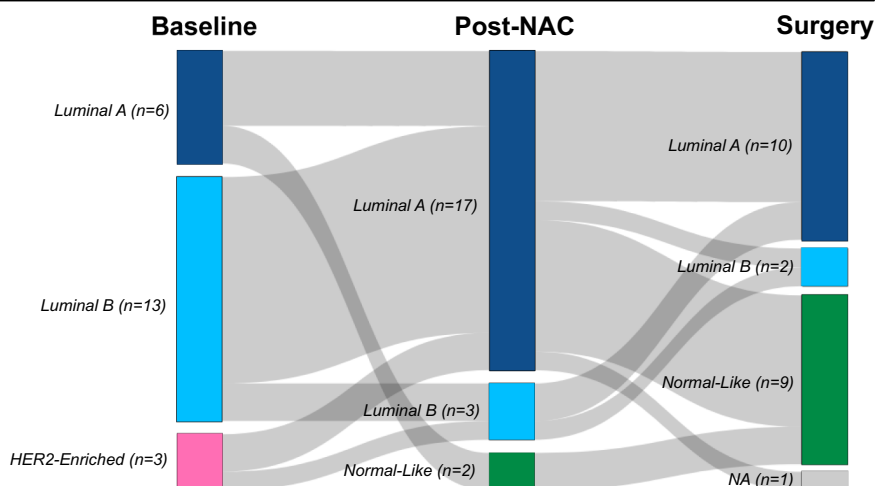 Baseline Post-NAC Surgery
Luminal A (n=6)
Luminal A (n=10)
Luminal A (n=17)
Luminal B (n=2)
Luminal B (n=13)
Normal-Like (n=9)
Luminal B (n=3)
HER2-Enriched (n=3)
Normal-Like (n=2)
NA (n=1)